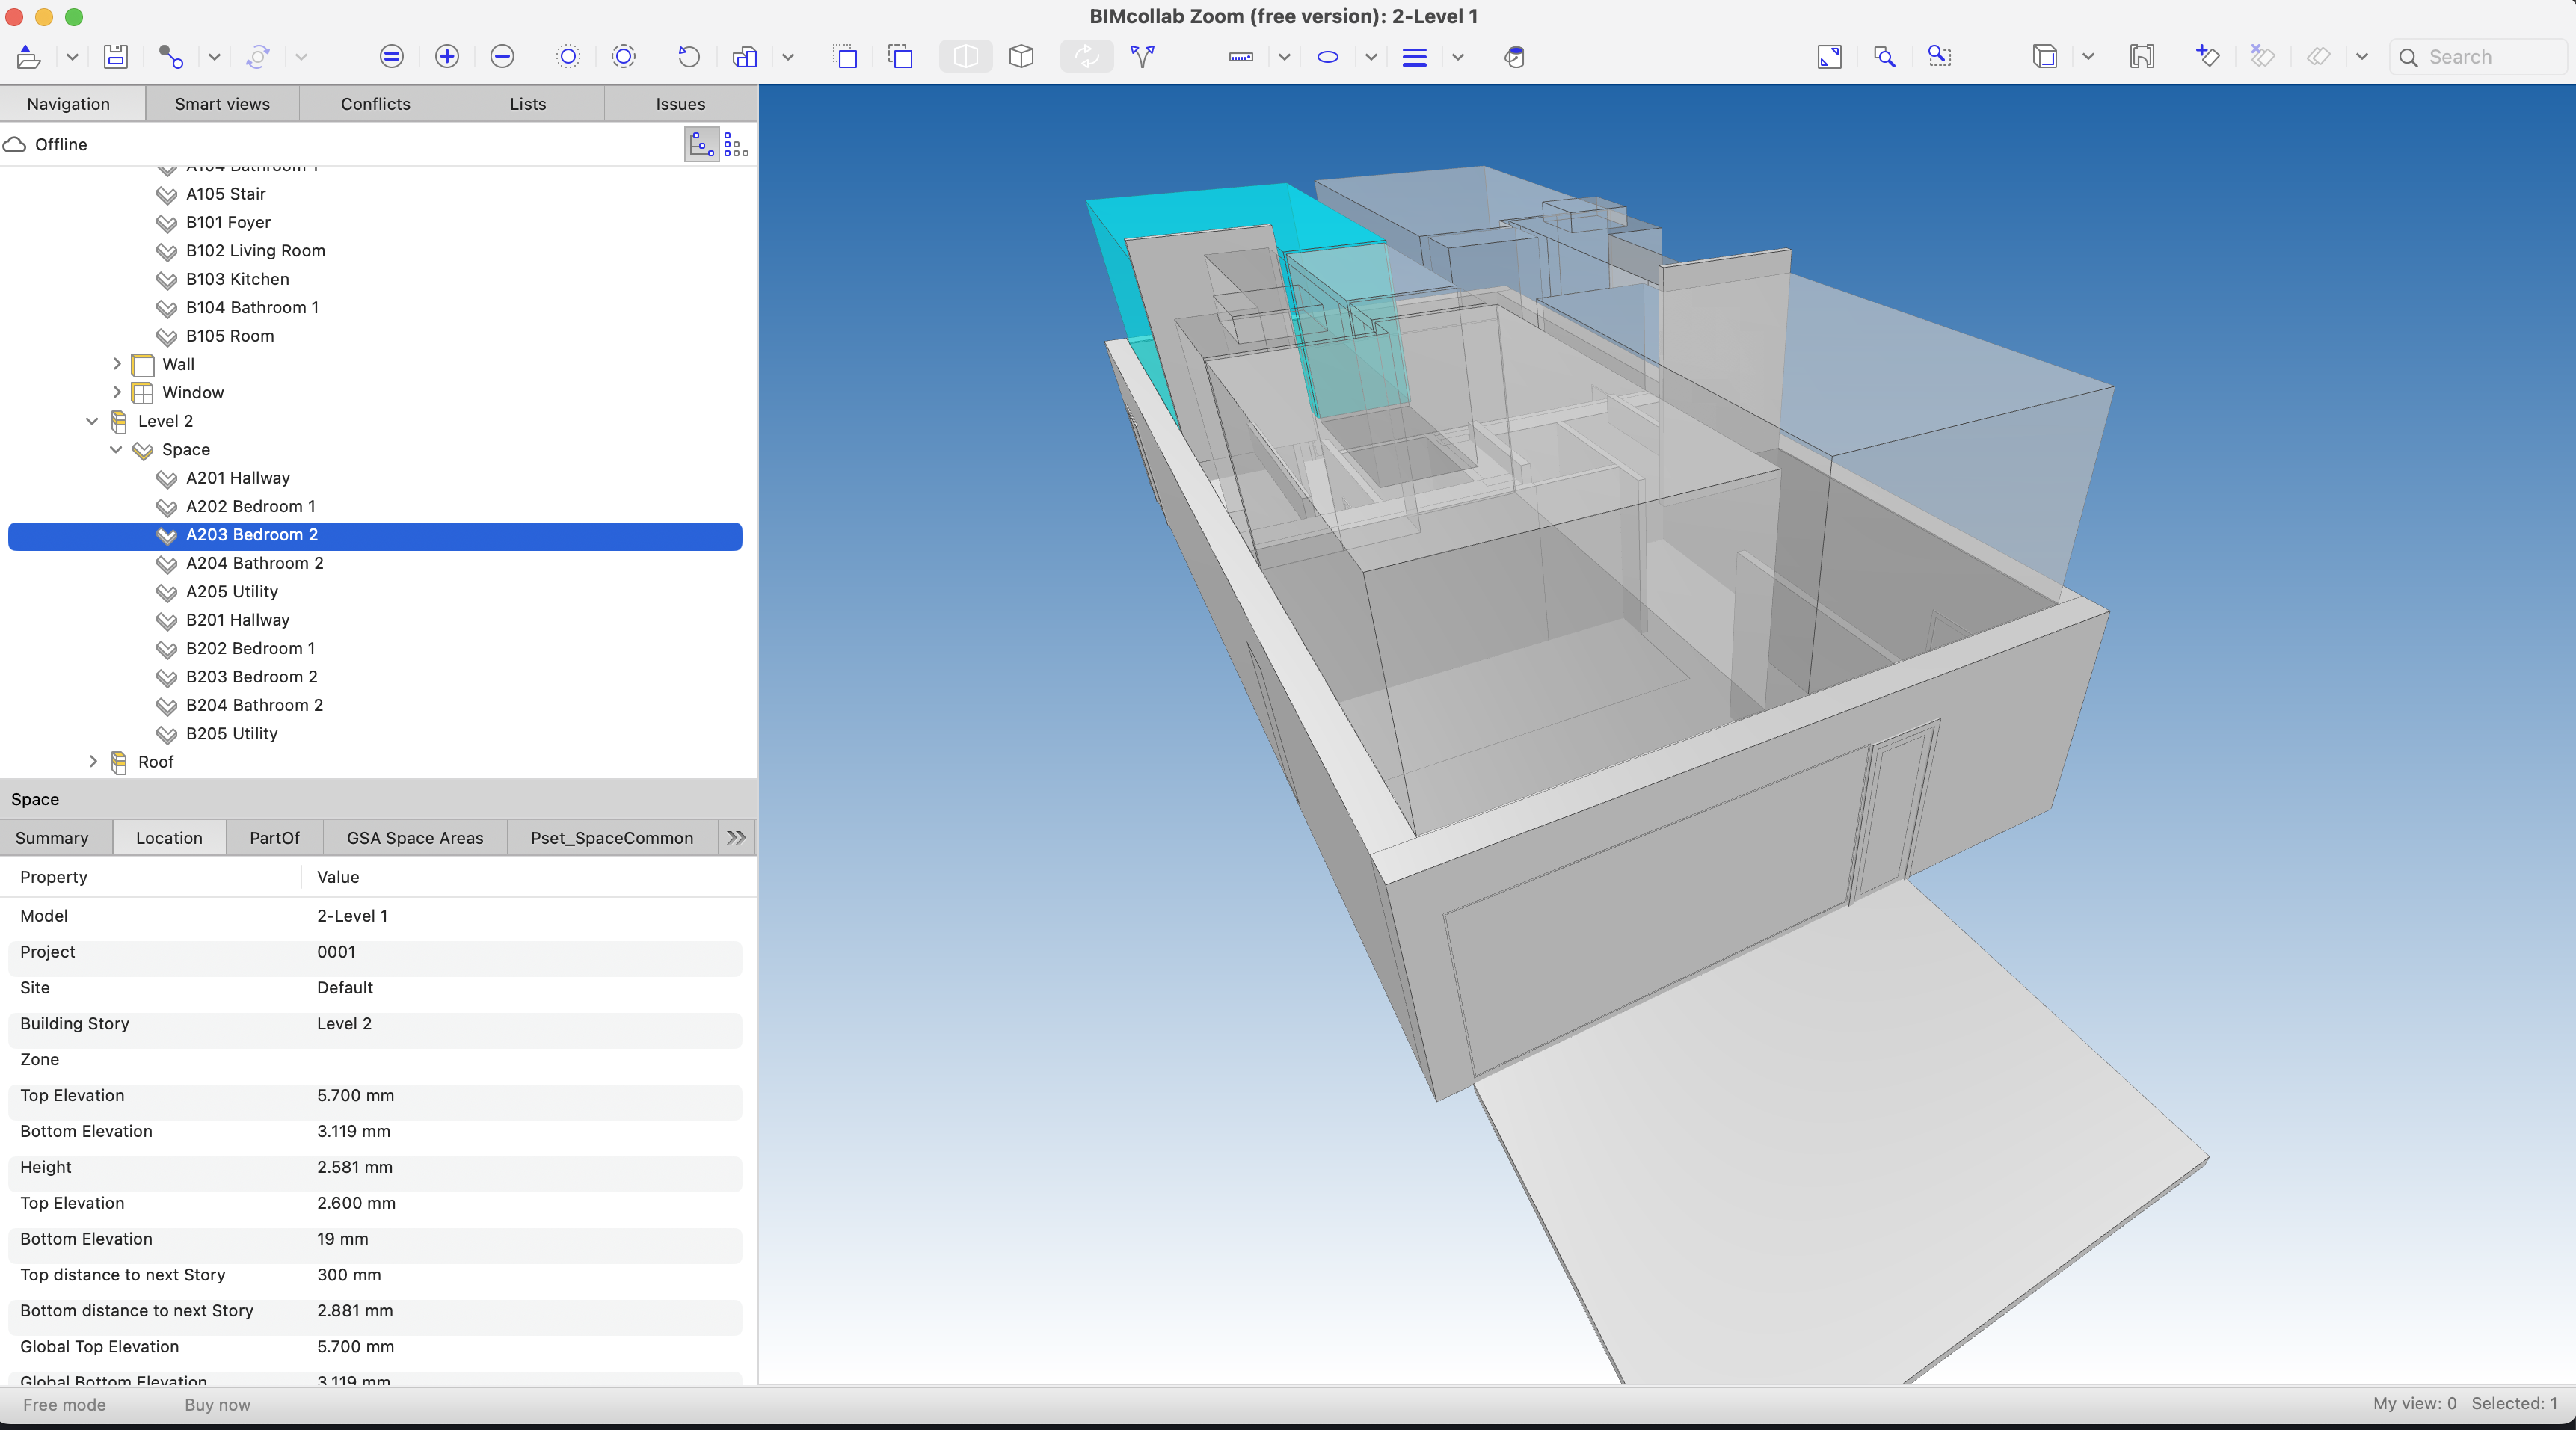 BIMcollab Zoom (free version): 2-Level 1
Search
Navigation Smart views Conflicts Lists Issues
Offline
A104 Bathroom 1
A105 Stair
B101 Foyer
B102 Living Room
B103 Kitchen
B104 Bathroom 1
B105 Room
Wall
Window
Level 2
Space
A201 Hallway
A202 Bedroom 1
A203 Bedroom 2
A204 Bathroom 2
A205 Utility
B201 Hallway
B202 Bedroom 1
B203 Bedroom 2
B204 Bathroom 2
B205 Utility
Roof
Space
Summary Location PartOf GSA Space Areas Pset_SpaceCommon
Property Value
Model 2-Level 1
Project 0001
Site Default
Building Story Level 2
Zone
Top Elevation 5.700 mm
Bottom Elevation 3.119 mm
Height 2.581 mm
Top Elevation 2.600 mm
Bottom Elevation 19 mm
Top distance to next Story 300 mm
Bottom distance to next Story 2.881 mm
Global Top Elevation 5.700 mm
Global Bottom Elevation 3.119 mm
Free mode Buy now My view: 0 Selected: 1